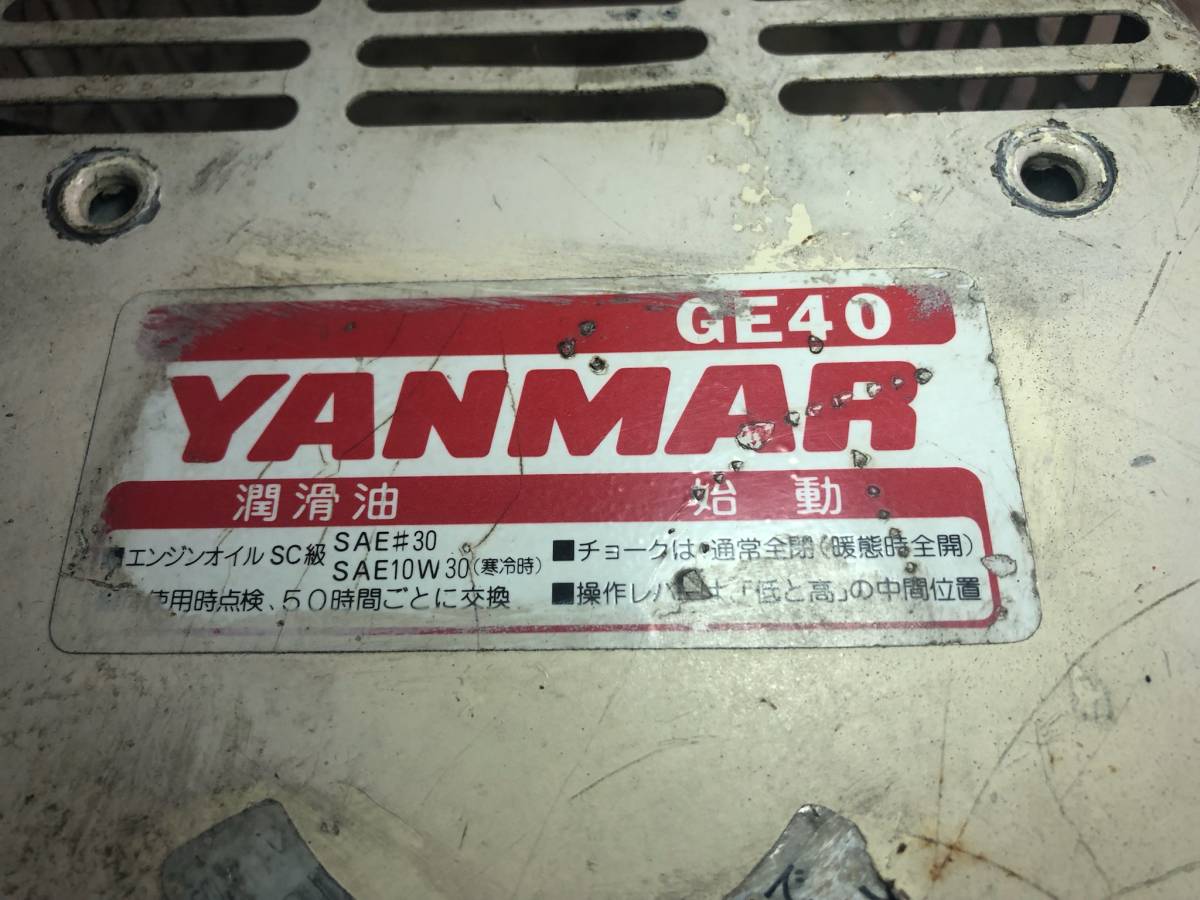 GE40
YANMAR
潤滑油 始動
■エンジンオイル SC級 SAE#30
SAE10W30(寒冷時)
使用時点検、50時間ごとに交換
■チョークは、通常全閉(暖態時全開)
■操作レバーは、「低と高」の中間位置